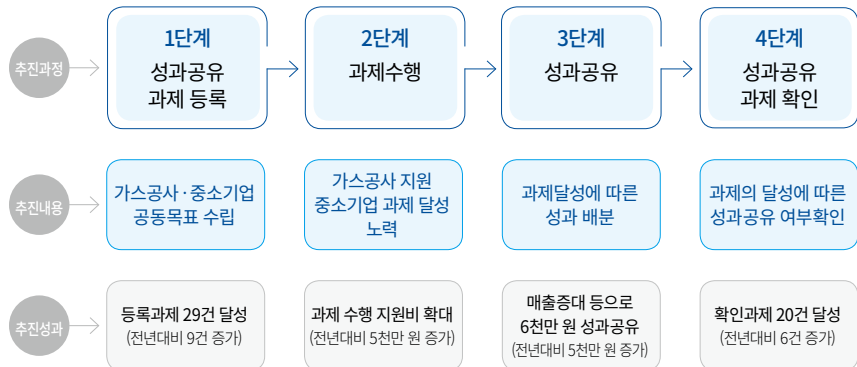 추진과정
1단계
성과공유
과제 등록
2단계
과제수행
3단계
성과공유
4단계
성과공유
과제 확인
추진내용
가스공사 · 중소기업
공동목표 수립
가스공사 지원
중소기업 과제 달성
노력
과제달성에 따른
성과 배분
과제의 달성에 따른
성과공유 여부확인
추진성과
등록과제 29건 달성
(전년대비 9건 증가)
과제 수행 지원비 확대
(전년대비 5천만 원 증가)
매출증대 등으로
6천만 원 성과공유
(전년대비 5천만 원 증가)
확인과제 20건 달성
(전년대비 6건 증가)